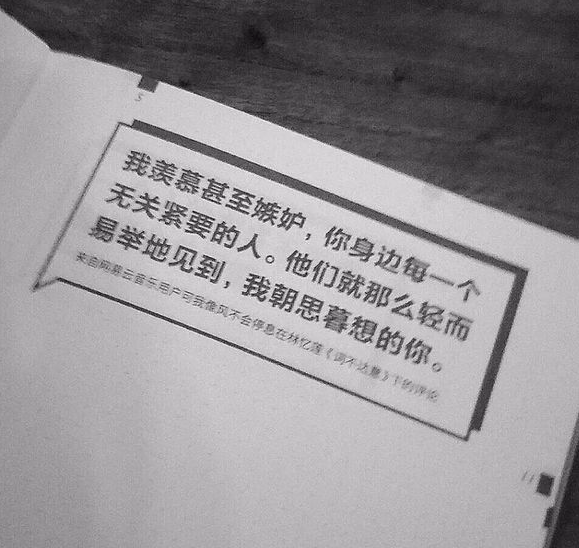 5
我羡慕甚至嫉妒，你身边每一个
无关紧要的人。他们就那么轻而
易举地见到，我朝思暮想的你。
来自网易云音乐用户可我像风不会停息在林忆莲《词不达意》下的评论
11